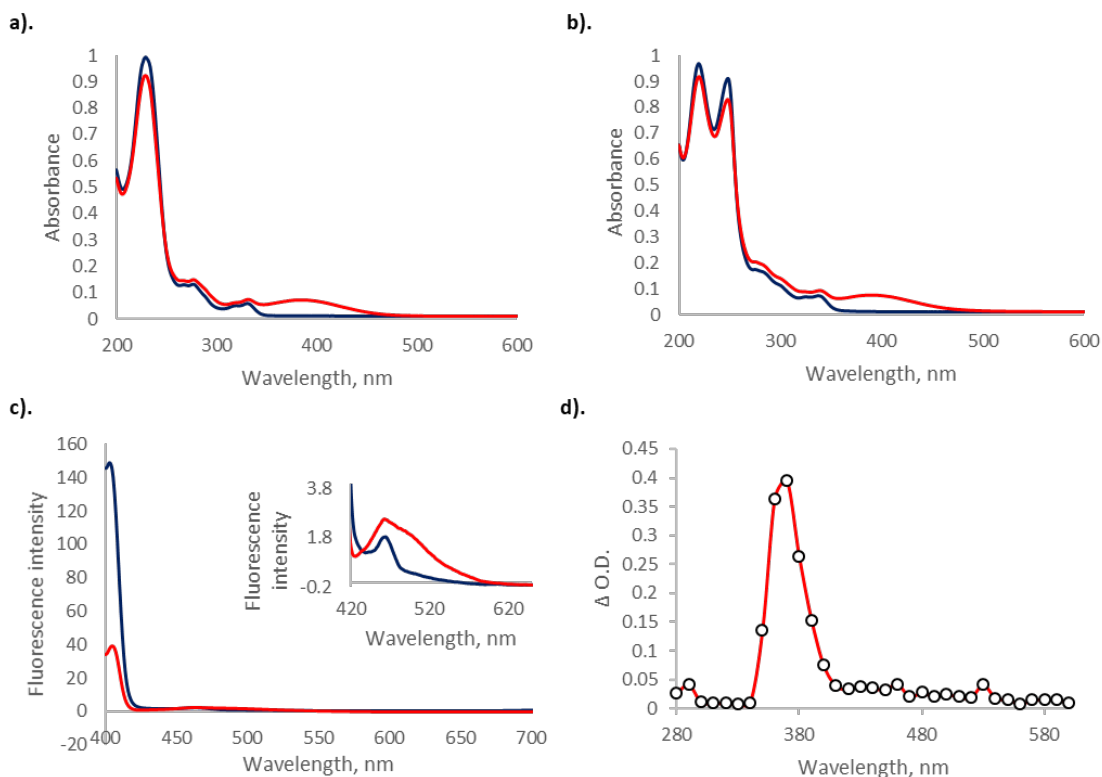 a).
1
0.9
0.8
0.7
0.6
0.5
0.4
0.3
0.2
0.1
0
Absorbance
200 300 400 500 600
Wavelength, nm
b).
1
0.9
0.8
0.7
0.6
0.5
0.4
0.3
0.2
0.1
0
Absorbance
200 300 400 500 600
Wavelength, nm
c).
160
140
120
100
80
60
40
20
0
-20
Fluorescence intensity
400 450 500 550 600 650 700
Wavelength, nm
3.8
1.8
-0.2
Fluorescence
intensity
420 520 620
Wavelength, nm
d).
0.45
0.4
0.35
0.3
0.25
0.2
0.15
0.1
0.05
0
Δ O.D.
280 380 480 580
Wavelength, nm